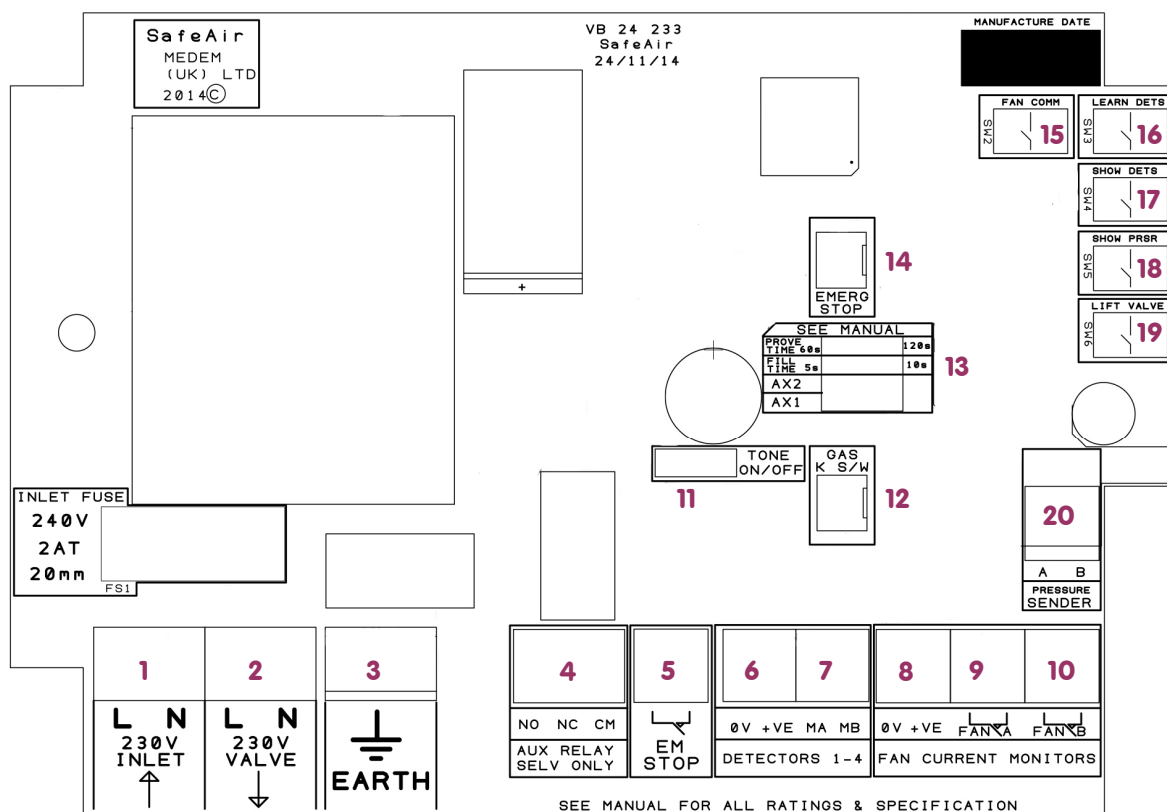 SafeAir
MEDEM
(UK) LTD
2014©
VB 24 233
SafeAir
24/11/14
MANUFACTURE DATE
FAN COMM
SW2
15
LEARN DETS
SW3
16
SHOW DETS
SW4
17
SHOW PRSR
SW5
18
LIFT VALVE
SW6
19
+
14
EMERG
STOP
SEE MANUAL
PROVE
TIME 60s 120s
FILL
TIME 5s 10s
AX2
AX1
13
TONE
ON/OFF
11
GAS
K S/W
12
INLET FUSE
240V
2AT
20mm
FS1
20
A B
PRESSURE
SENDER
1
L N
230V
INLET
2
L N
230V
VALVE
3
EARTH
4
NO NC CM
AUX RELAY
SELV ONLY
5
EM
STOP
6 7
0V +VE MA MB
DETECTORS 1-4
8 9 10
0V +VE FAN A FAN B
FAN CURRENT MONITORS
SEE MANUAL FOR ALL RATINGS & SPECIFICATION